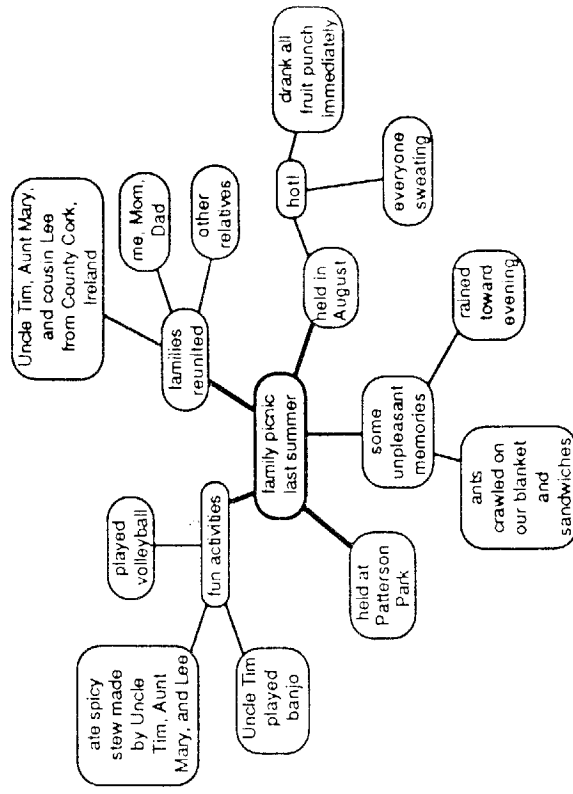 family picnic
last summer
fun activities
played
volleyball
ate spicy
stew made
by Uncle
Tim, Aunt
Mary, and Lee
Uncle Tim
played
banjo
families
reunited
Uncle Tim, Aunt Mary,
and cousin Lee
from County Cork,
Ireland
me, Mom,
Dad
other
relatives
held in
August
hot!
drank all
fruit punch
immediately
everyone
sweating
some
unpleasant
memories
rained
toward
evening
ants
crawled on
our blanket
and
sandwiches
held at
Patterson
Park